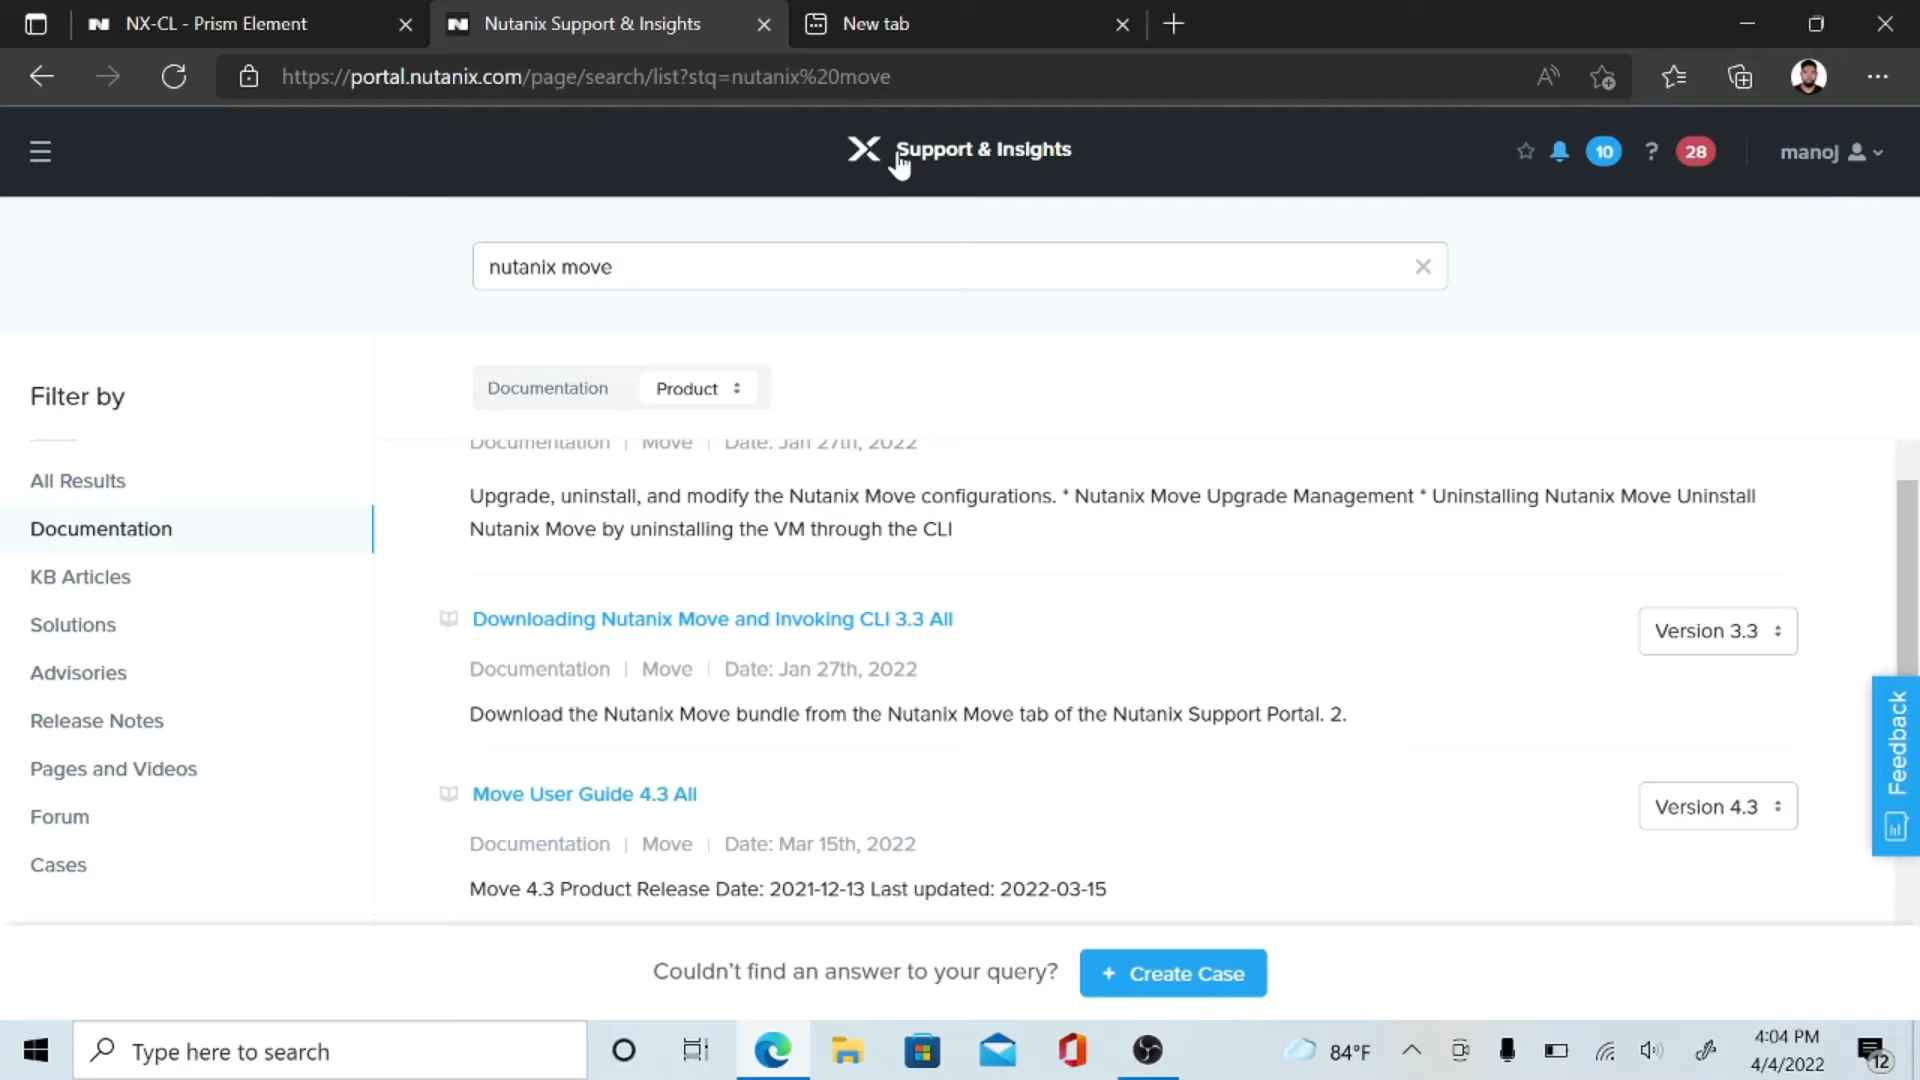 NX-CL - Prism Element
Nutanix Support & Insights
New tab
https://portal.nutanix.com/page/search/list?stq=nutanix%20move
Support & Insights
10
?
28
manoj
nutanix move
Filter by
All Results
Documentation
KB Articles
Solutions
Advisories
Release Notes
Pages and Videos
Forum
Cases
Documentation
Product
Documentation | Move | Date: Jan 27th, 2022
Upgrade, uninstall, and modify the Nutanix Move configurations. * Nutanix Move Upgrade Management * Uninstalling Nutanix Move Uninstall
Nutanix Move by uninstalling the VM through the CLI
Downloading Nutanix Move and Invoking CLI 3.3 All
Version 3.3
Documentation | Move | Date: Jan 27th, 2022
Download the Nutanix Move bundle from the Nutanix Move tab of the Nutanix Support Portal. 2.
Move User Guide 4.3 All
Version 4.3
Documentation | Move | Date: Mar 15th, 2022
Move 4.3 Product Release Date: 2021-12-13 Last updated: 2022-03-15
Feedback
Couldn't find an answer to your query?
+ Create Case
Type here to search
84°F
4:04 PM
4/4/2022
12